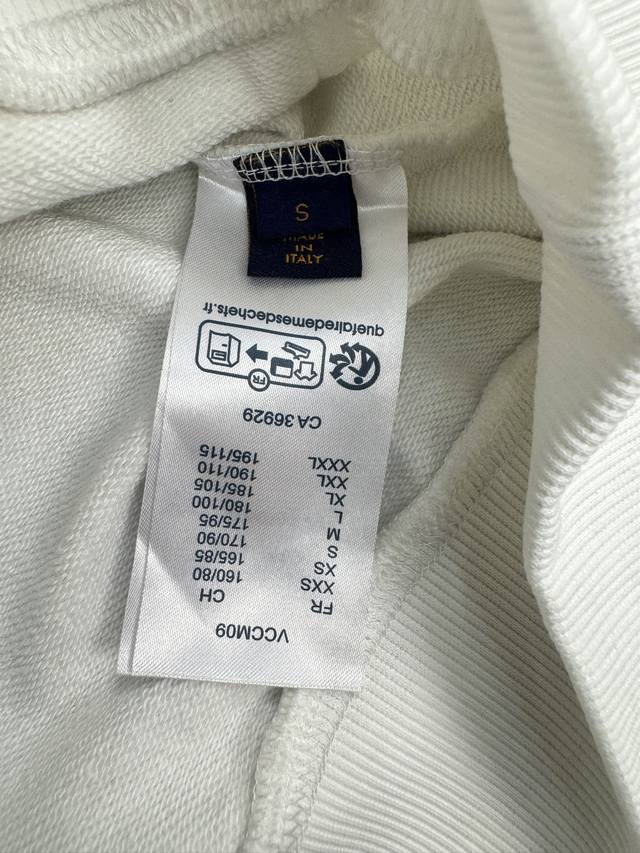 S
MADE
IN
ITALY
VCCM09
FR CH
XXS 160/80
XS 165/85
S 170/90
M 175/95
L 180/100
XL 185/105
XXL 190/110
XXXL 195/115
CA 36929
FR
quefairedemesdechets.fr